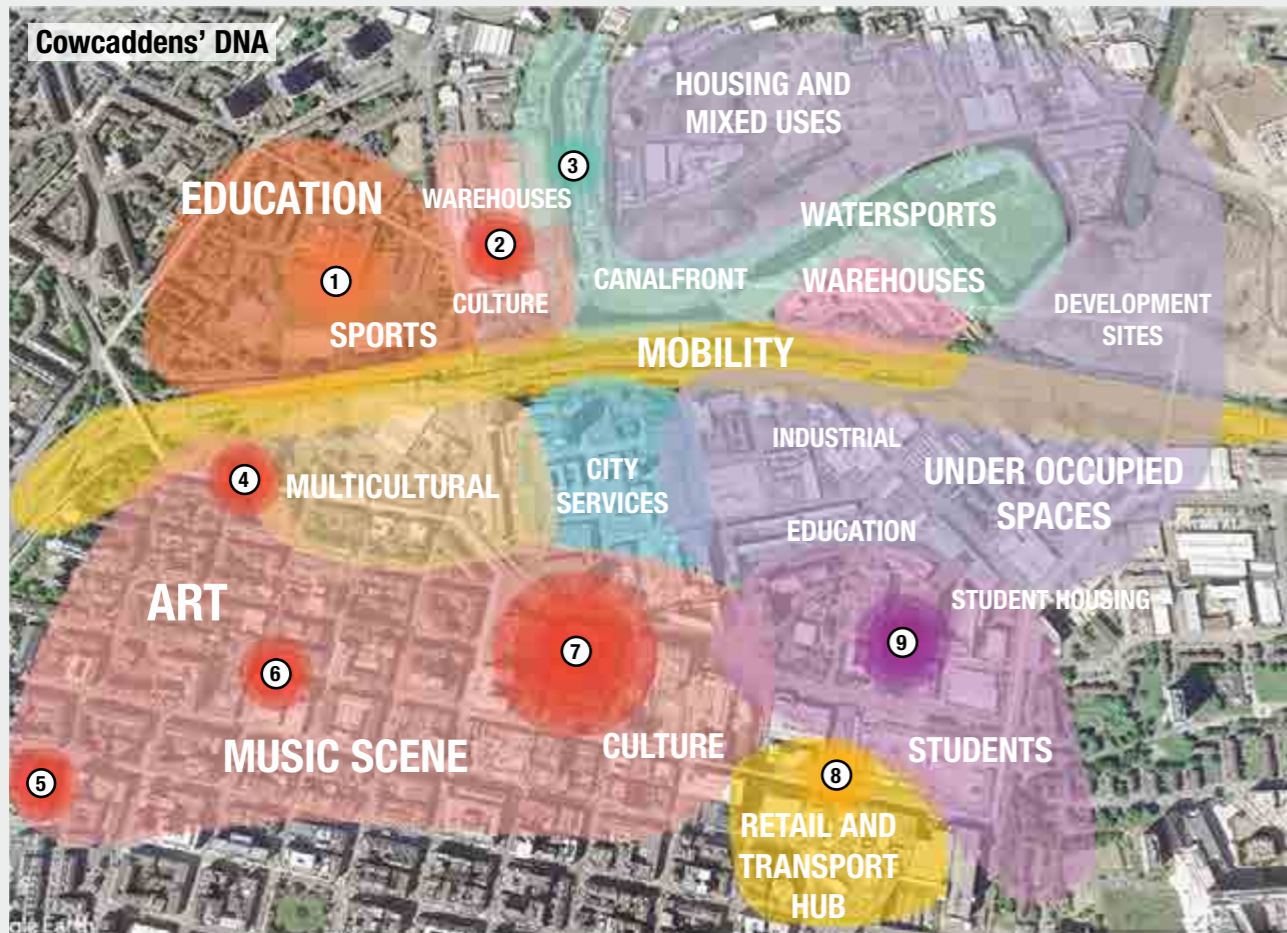 Cowcaddens' DNA
HOUSING AND
MIXED USES
3
EDUCATION
WAREHOUSES
WATERSPORTS
2
1
CANALFRONT
WAREHOUSES
CULTURE
DEVELOPMENT
SITES
SPORTS
MOBILITY
INDUSTRIAL
4
MULTICULTURAL
CITY
SERVICES
UNDER OCCUPIED
SPACES
EDUCATION
ART
STUDENT HOUSING
9
7
6
MUSIC SCENE
CULTURE
STUDENTS
5
8
RETAIL AND
TRANSPORT
HUB
gle Earth